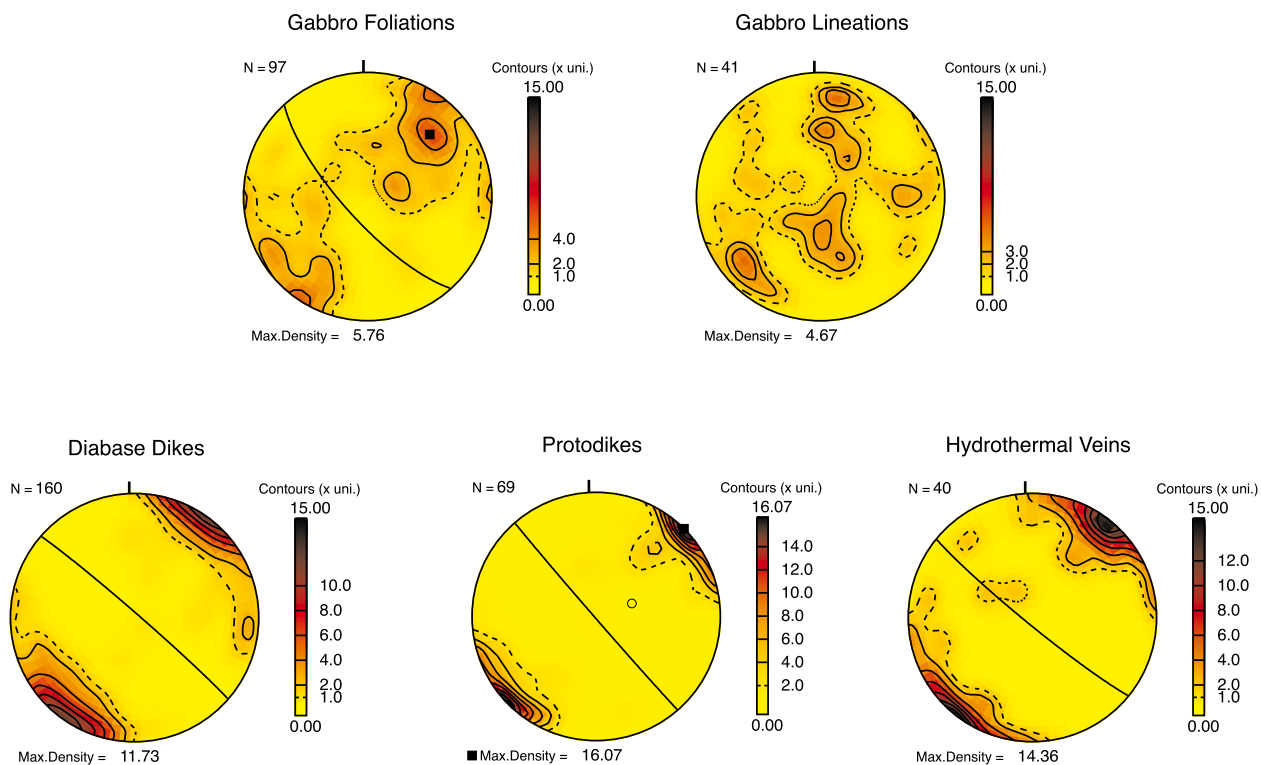 Gabbro Foliations
N = 97
Contours (x uni.)
15.00
4.0
2.0
1.0
0.00
Max.Density = 5.76
Gabbro Lineations
N = 41
Contours (x uni.)
15.00
3.0
2.0
1.0
0.00
Max.Density = 4.67
Diabase Dikes
N = 160
Contours (x uni.)
15.00
10.0
8.0
6.0
4.0
2.0
1.0
0.00
Max.Density = 11.73
Protodikes
N = 69
Contours (x uni.)
16.07
14.0
12.0
10.0
8.0
6.0
4.0
2.0
0.00
Max.Density = 16.07
Hydrothermal Veins
N = 40
Contours (x uni.)
15.00
12.0
10.0
8.0
6.0
4.0
2.0
1.0
0.00
Max.Density = 14.36